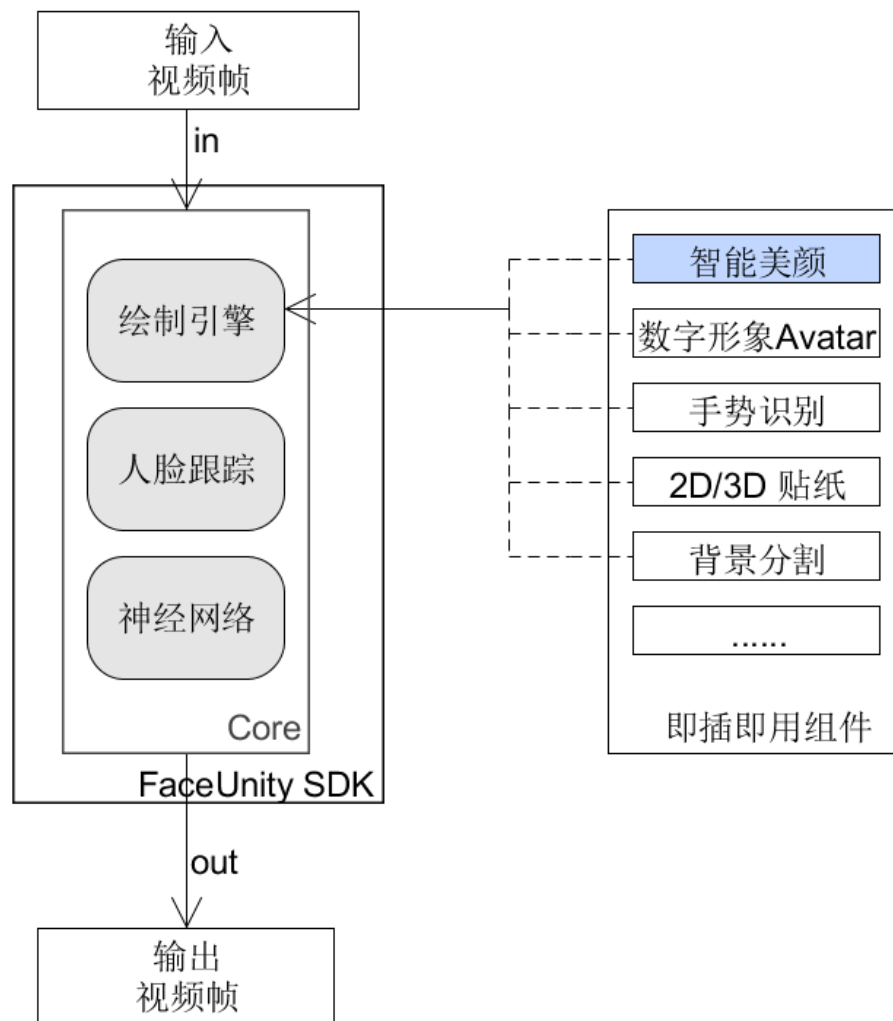 输入
视频帧
in
绘制引擎
人脸跟踪
神经网络
Core
FaceUnity SDK
out
输出
视频帧
智能美颜
数字形象Avatar
手势识别
2D/3D 贴纸
背景分割
......
即插即用组件